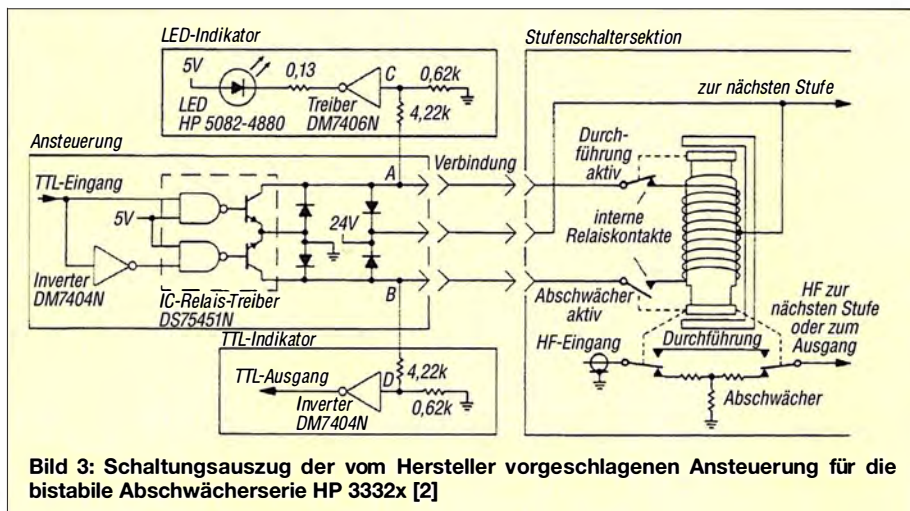 LED-Indikator
5V
LED
HP 5082-4880
0,13
Treiber
DM7406N
C
0,62k
4,22k
Ansteuerung
TTL-Eingang
5V
Inverter
DM7404N
IC-Relais-Treiber
DS75451N
24V
A
B
Verbindung
TTL-Indikator
TTL-Ausgang
Inverter
DM7404N
D
4,22k
0,62k
Stufenschaltersektion
zur nächsten Stufe
Durch-
führung
aktiv
interne
Relaiskontakte
Abschwächer
aktiv
HF-Eingang
Durchführung
HF zur
nächsten Stufe
oder zum
Ausgang
Abschwächer
Bild 3: Schaltungsauszug der vom Hersteller vorgeschlagenen Ansteuerung für die
bistabile Abschwächerserie HP 3332x [2]